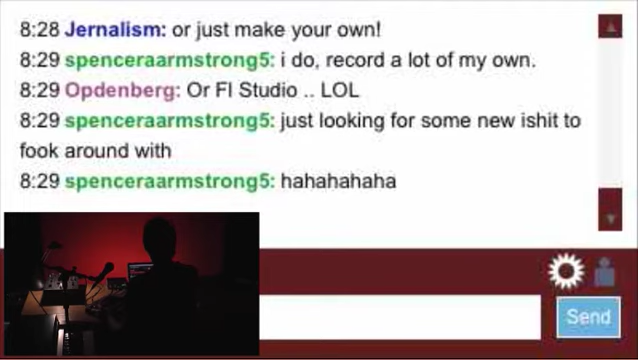 8:28 Jernalism: or just make your own!
8:29 spenceraarmstrong5: i do, record a lot of my own.
8:29 Opdenberg: Or Fl Studio .. LOL
8:29 spenceraarmstrong5: just looking for some new ishit to
fook around with
8:29 spenceraarmstrong5: hahahahaha
Send